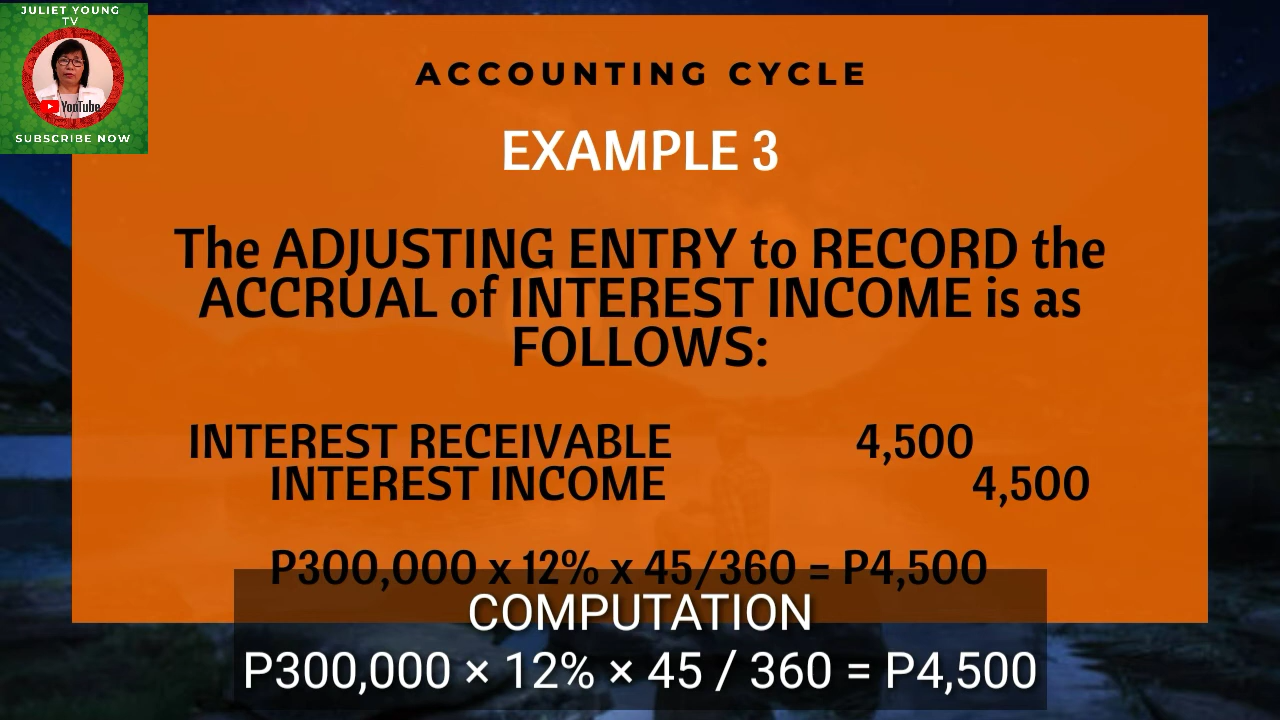 JULIET YOUNG
TV
YouTube
SUBSCRIBE NOW
ACCOUNTING CYCLE
EXAMPLE 3
The ADJUSTING ENTRY to RECORD the
ACCRUAL of INTEREST INCOME is as
FOLLOWS:
INTEREST RECEIVABLE 4,500
INTEREST INCOME 4,500
P300,000 x 12% x 45/360 = P4,500
COMPUTATION
P300,000 × 12% × 45 / 360 = P4,500